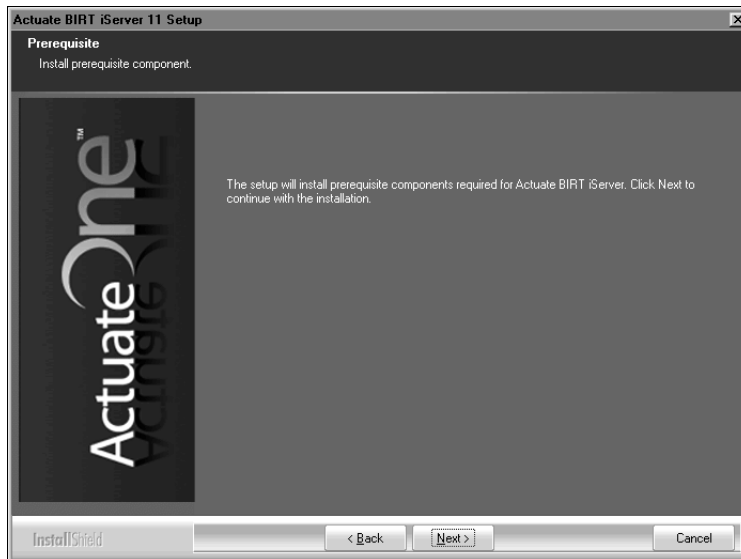 Actuate BIRT iServer 11 Setup
Prerequisite
Install prerequisite component.
ActuateOne™
The setup will install prerequisite components required for Actuate BIRT iServer. Click Next to
continue with the installation.
InstallShield
< Back
Next >
Cancel